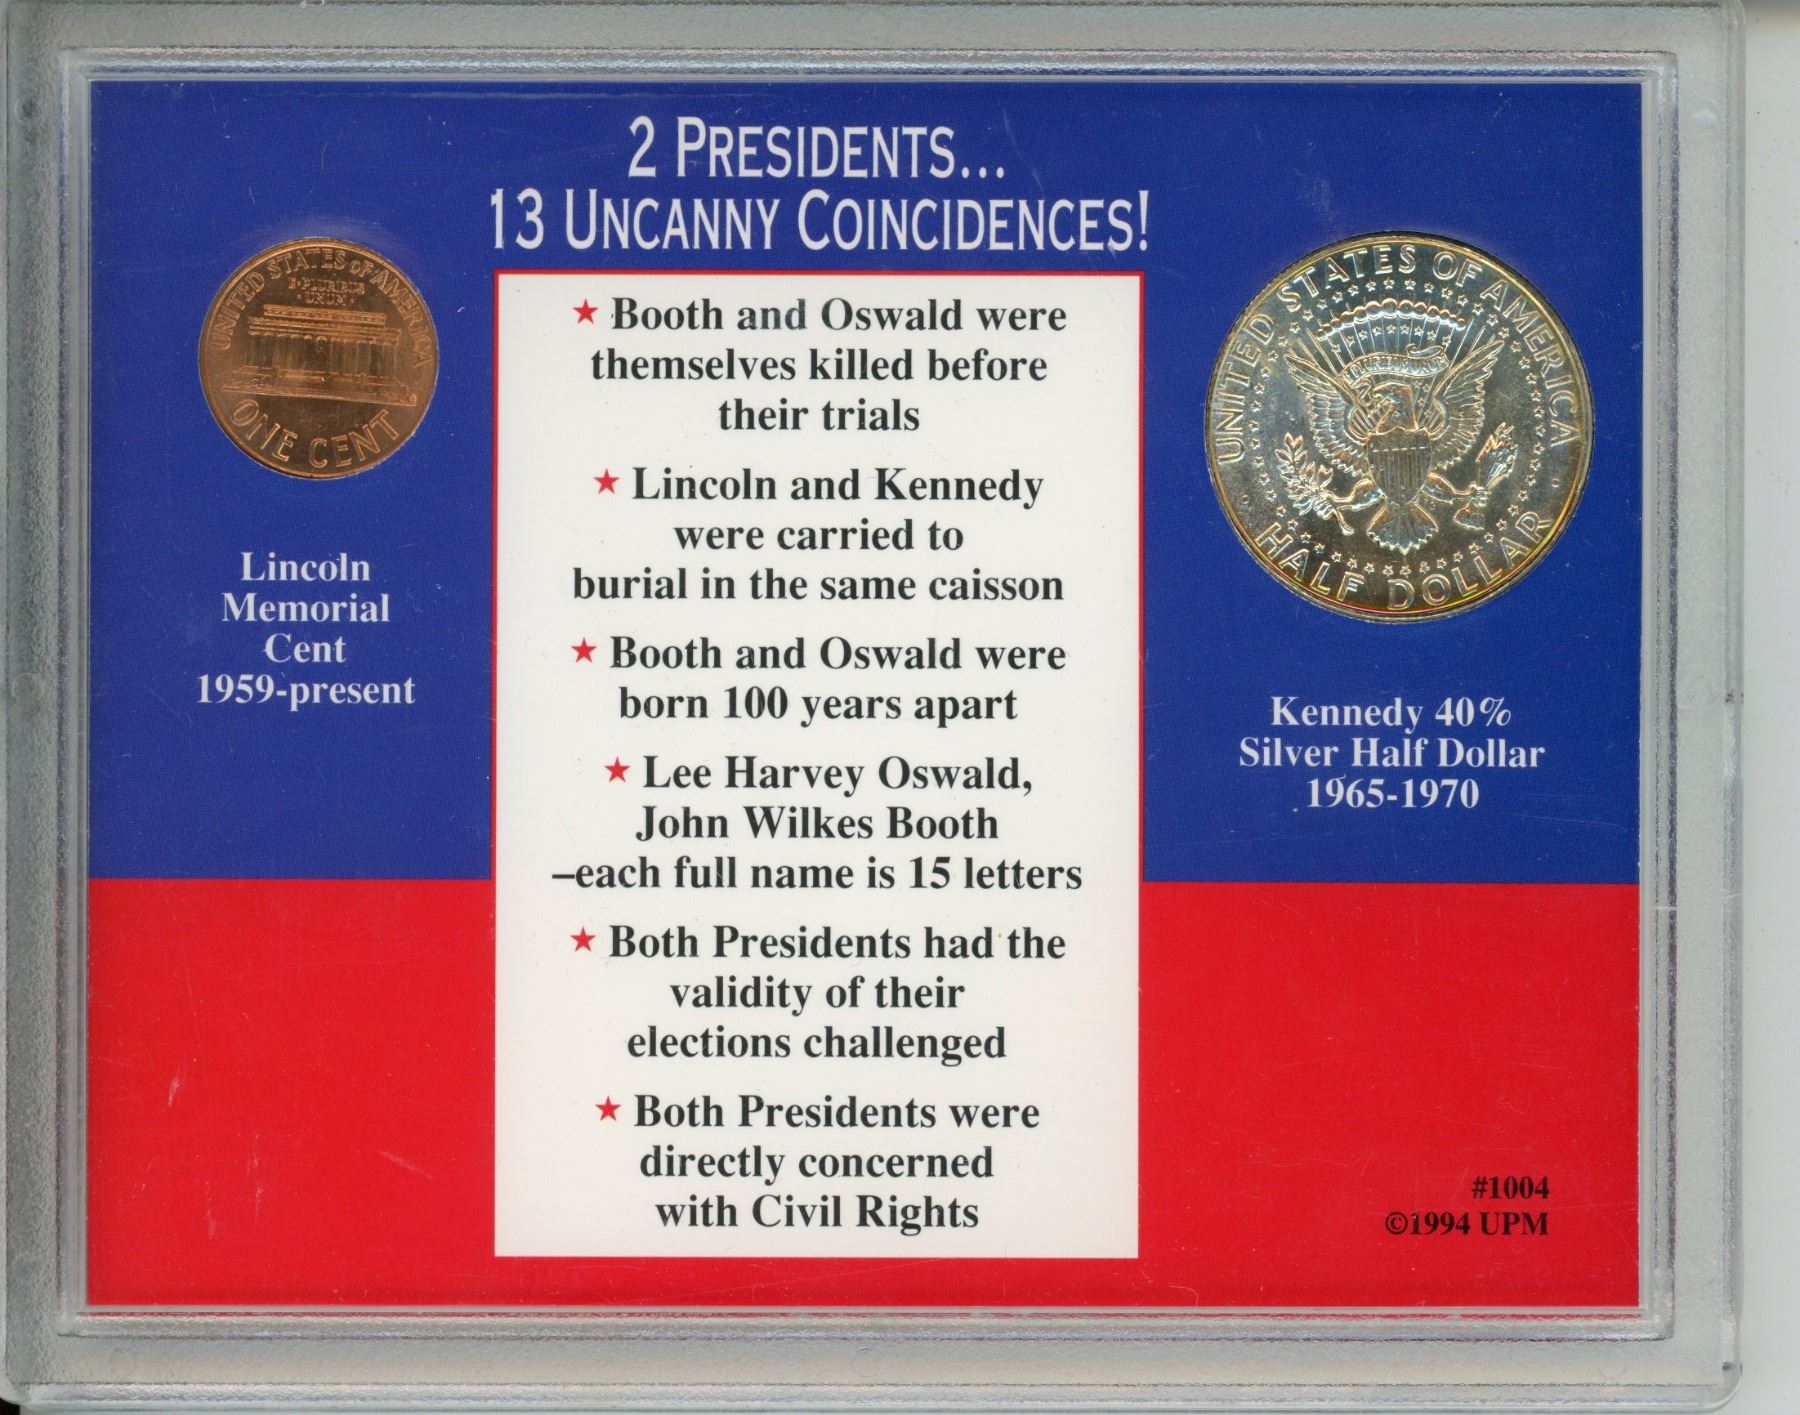 2 PRESIDENTS...
13 UNCANNY COINCIDENCES!
UNITED STATES OF AMERICA
E·PLURIBUS
·UNUM·
ONE CENT
Lincoln
Memorial
Cent
1959-present
★ Booth and Oswald were
themselves killed before
their trials
★ Lincoln and Kennedy
were carried to
burial in the same caisson
★ Booth and Oswald were
born 100 years apart
★ Lee Harvey Oswald,
John Wilkes Booth
–each full name is 15 letters
★ Both Presidents had the
validity of their
elections challenged
★ Both Presidents were
directly concerned
with Civil Rights
UNITED STATES OF AMERICA
E PLURIBUS UNUM
HALF DOLLAR
Kennedy 40%
Silver Half Dollar
1965-1970
#1004
©1994 UPM